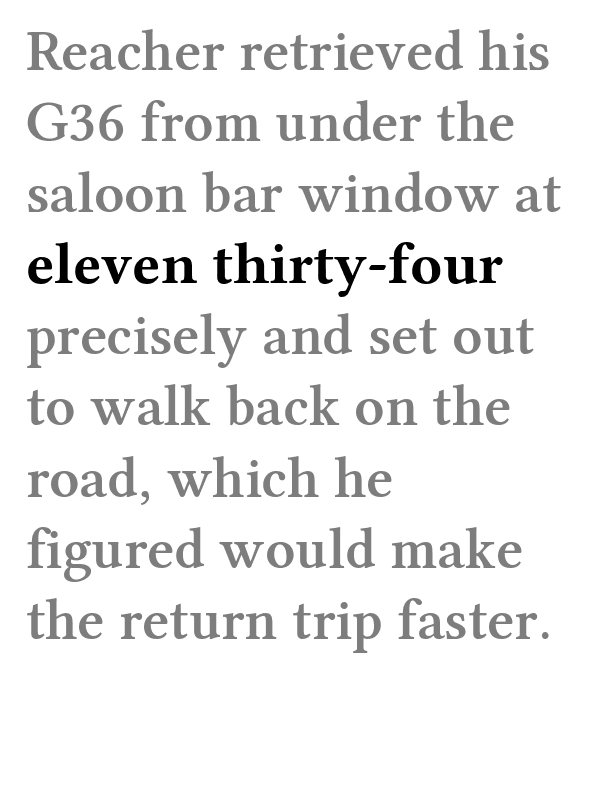 Reacher retrieved his
G36 from under the
saloon bar window at
eleven thirty-four
precisely and set out
to walk back on the
road, which he
figured would make
the return trip faster.